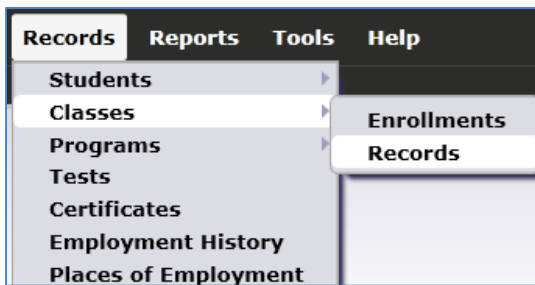 Records Reports Tools Help
Students
Classes
Programs
Tests
Certificates
Employment History
Places of Employment
Enrollments
Records